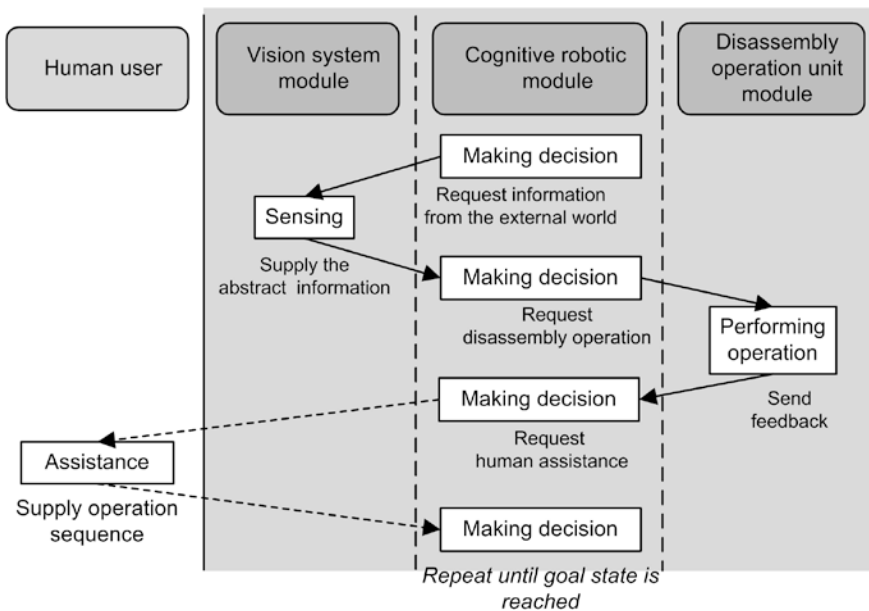 Human user
Vision system
module
Cognitive robotic
module
Disassembly
operation unit
module
Making decision
Request information
from the external world
Sensing
Supply the
abstract information
Making decision
Request
disassembly operation
Performing
operation
Send
feedback
Making decision
Request
human assistance
Assistance
Supply operation
sequence
Making decision
Repeat until goal state is
reached